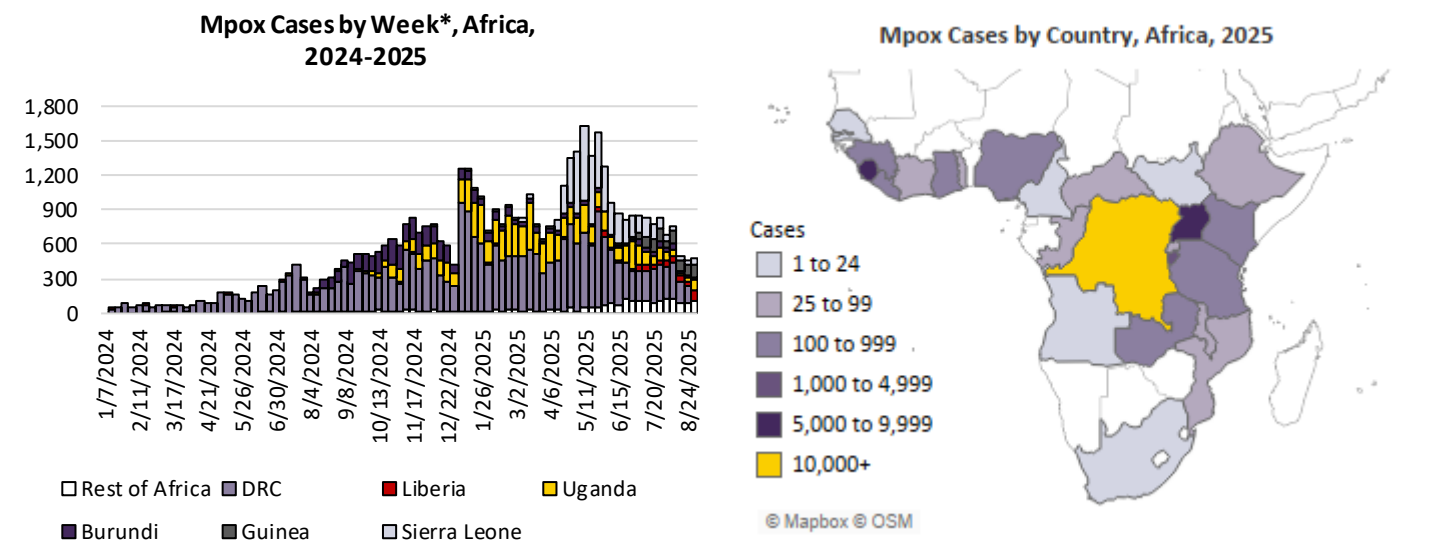 Mpox Cases by Week*, Africa,
2024-2025
1,800
1,500
1,200
900
600
300
0
1/7/2024
2/11/2024
3/17/2024
4/21/2024
5/26/2024
6/30/2024
8/4/2024
9/8/2024
10/13/2024
11/17/2024
12/22/2024
1/26/2025
3/2/2025
4/6/2025
5/11/2025
6/15/2025
7/20/2025
8/24/2025
Rest of Africa DRC Liberia Uganda
Burundi Guinea Sierra Leone
Mpox Cases by Country, Africa, 2025
Cases
1 to 24
25 to 99
100 to 999
1,000 to 4,999
5,000 to 9,999
10,000+
© Mapbox © OSM